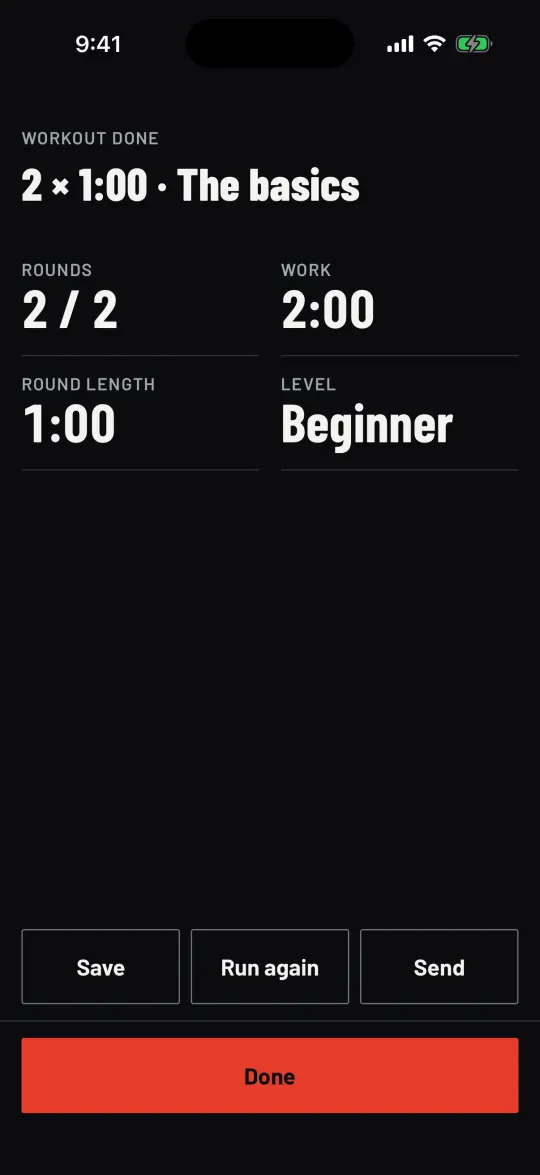 9:41
WORKOUT DONE
2 × 1:00 · The basics
ROUNDS
2 / 2
WORK
2:00
ROUND LENGTH
1:00
LEVEL
Beginner
Save
Run again
Send
Done